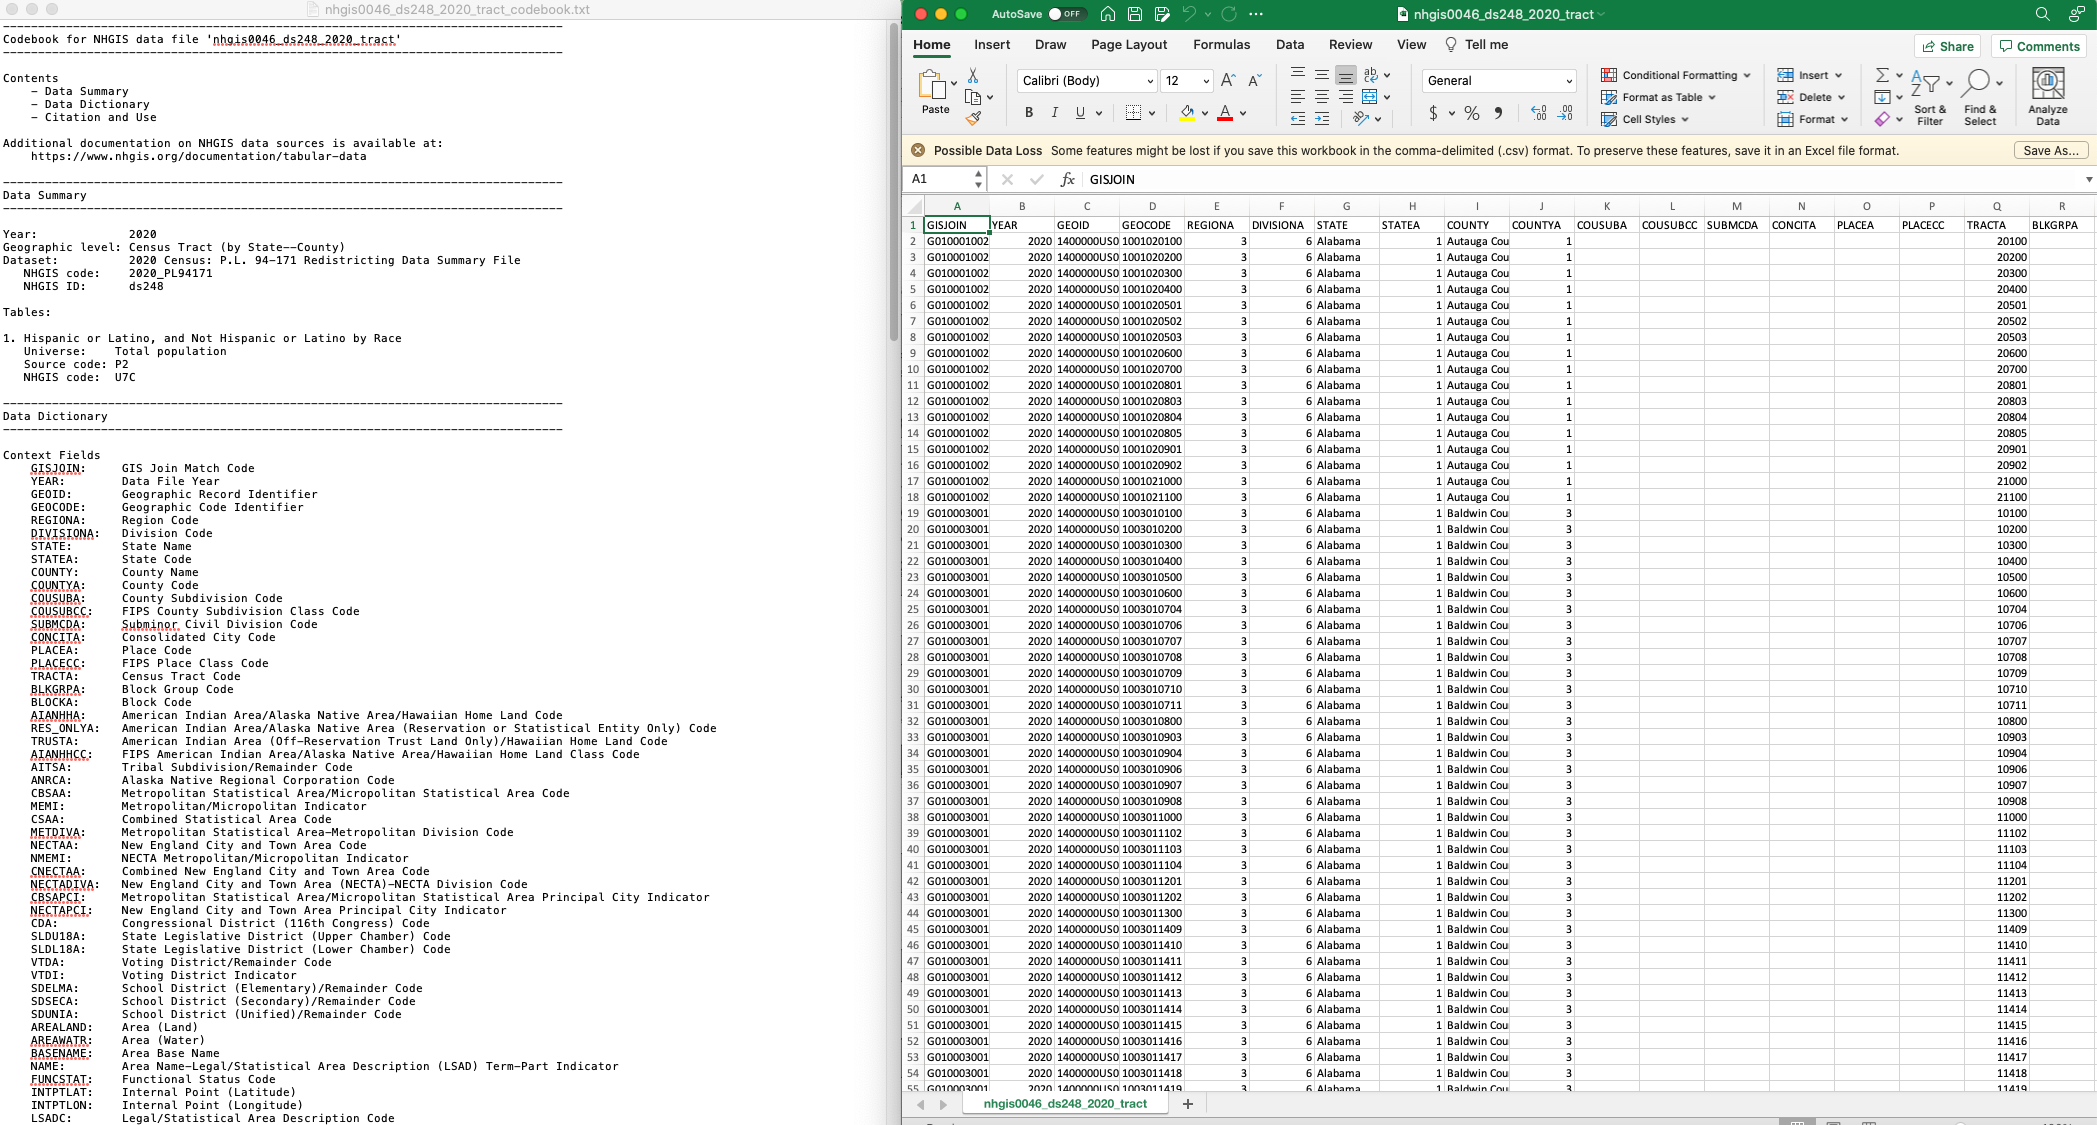 nhgis0046_ds248_2020_tract_codebook.txt
Codebook for NHGIS data file 'nhgis0046_ds248_2020_tract'
Contents
- Data Summary
- Data Dictionary
- Citation and Use
Additional documentation on NHGIS data sources is available at:
https://www.nhgis.org/documentation/tabular-data
Data Summary
Year: 2020
Geographic level: Census Tract (by State--County)
Dataset: 2020 Census: P.L. 94-171 Redistricting Data Summary File
NHGIS code: 2020_PL94171
NHGIS ID: ds248
Tables:
1. Hispanic or Latino, and Not Hispanic or Latino by Race
Universe: Total population
Source code: P2
NHGIS code: U7C
Data Dictionary
Context Fields
GISJOIN: GIS Join Match Code
YEAR: Data File Year
GEOID: Geographic Record Identifier
GEOCODE: Geographic Code Identifier
REGIONA: Region Code
DIVISIONA: Division Code
STATE: State Name
STATEA: State Code
COUNTY: County Name
COUNTYA: County Code
COUSUBA: County Subdivision Code
COUSUBCC: FIPS County Subdivision Class Code
SUBMCDA: Subminor Civil Division Code
CONCITA: Consolidated City Code
PLACEA: Place Code
PLACECC: FIPS Place Class Code
TRACTA: Census Tract Code
BLKGRPA: Block Group Code
BLOCKA: Block Code
AIANHHA: American Indian Area/Alaska Native Area/Hawaiian Home Land Code
RES_ONLYA: American Indian Area/Alaska Native Area (Reservation or Statistical Entity Only) Code
TRUSTA: American Indian Area (Off-Reservation Trust Land Only)/Hawaiian Home Land Code
AIANHHCC: FIPS American Indian Area/Alaska Native Area/Hawaiian Home Land Class Code
AITSA: Tribal Subdivision/Remainder Code
ANRCA: Alaska Native Regional Corporation Code
CBSAA: Metropolitan Statistical Area/Micropolitan Statistical Area Code
MEMI: Metropolitan/Micropolitan Indicator
CSAA: Combined Statistical Area Code
METDIVA: Metropolitan Statistical Area-Metropolitan Division Code
NECTAA: New England City and Town Area Code
NMEMI: NECTA Metropolitan/Micropolitan Indicator
CNECTAA: Combined New England City and Town Area Code
NECTADIVA: New England City and Town Area (NECTA)-NECTA Division Code
CBSAPCI: Metropolitan Statistical Area/Micropolitan Statistical Area Principal City Indicator
NECTAPCI: New England City and Town Area Principal City Indicator
CDA: Congressional District (116th Congress) Code
SLDU18A: State Legislative District (Upper Chamber) Code
SLDL18A: State Legislative District (Lower Chamber) Code
VTDA: Voting District/Remainder Code
VTDI: Voting District Indicator
SDELMA: School District (Elementary)/Remainder Code
SDSECA: School District (Secondary)/Remainder Code
SDUNIA: School District (Unified)/Remainder Code
AREALAND: Area (Land)
AREAWATR: Area (Water)
BASENAME: Area Base Name
NAME: Area Name-Legal/Statistical Area Description (LSAD) Term-Part Indicator
FUNCSTAT: Functional Status Code
INTPTLAT: Internal Point (Latitude)
INTPTLON: Internal Point (Longitude)
LSADC: Legal/Statistical Area Description Code
AutoSave OFF nhgis0046_ds248_2020_tract
Home Insert Draw Page Layout Formulas Data Review View Tell me Share Comments
Paste Calibri (Body) 12 General
B I U A $ %
Conditional Formatting Format as Table Cell Styles
Insert Delete Format
Sort & Filter Find & Select Analyze Data
Possible Data Loss Some features might be lost if you save this workbook in the comma-delimited (.csv) format. To preserve these features, save it in an Excel file format. Save As...
A1 fx GISJOIN
A B C D E F G H I J K L M N O P Q R
1 GISJOIN YEAR GEOID GEOCODE REGIONA DIVISIONA STATE STATEA COUNTY COUNTYA COUSUBA COUSUBCC SUBMCDA CONCITA PLACEA PLACECC TRACTA BLKGRPA
2 G010001002 2020 1400000US0 1001020100 3 6 Alabama 1 Autauga Cou 1 20100
3 G010001002 2020 1400000US0 1001020200 3 6 Alabama 1 Autauga Cou 1 20200
4 G010001002 2020 1400000US0 1001020300 3 6 Alabama 1 Autauga Cou 1 20300
5 G010001002 2020 1400000US0 1001020400 3 6 Alabama 1 Autauga Cou 1 20400
6 G010001002 2020 1400000US0 1001020501 3 6 Alabama 1 Autauga Cou 1 20501
7 G010001002 2020 1400000US0 1001020502 3 6 Alabama 1 Autauga Cou 1 20502
8 G010001002 2020 1400000US0 1001020503 3 6 Alabama 1 Autauga Cou 1 20503
9 G010001002 2020 1400000US0 1001020600 3 6 Alabama 1 Autauga Cou 1 20600
10 G010001002 2020 1400000US0 1001020700 3 6 Alabama 1 Autauga Cou 1 20700
11 G010001002 2020 1400000US0 1001020801 3 6 Alabama 1 Autauga Cou 1 20801
12 G010001002 2020 1400000US0 1001020803 3 6 Alabama 1 Autauga Cou 1 20803
13 G010001002 2020 1400000US0 1001020804 3 6 Alabama 1 Autauga Cou 1 20804
14 G010001002 2020 1400000US0 1001020805 3 6 Alabama 1 Autauga Cou 1 20805
15 G010001002 2020 1400000US0 1001020901 3 6 Alabama 1 Autauga Cou 1 20901
16 G010001002 2020 1400000US0 1001020902 3 6 Alabama 1 Autauga Cou 1 20902
17 G010001002 2020 1400000US0 1001021000 3 6 Alabama 1 Autauga Cou 1 21000
18 G010001002 2020 1400000US0 1001021100 3 6 Alabama 1 Autauga Cou 1 21100
19 G010003001 2020 1400000US0 1003010100 3 6 Alabama 1 Baldwin Cou 3 10100
20 G010003001 2020 1400000US0 1003010200 3 6 Alabama 1 Baldwin Cou 3 10200
21 G010003001 2020 1400000US0 1003010300 3 6 Alabama 1 Baldwin Cou 3 10300
22 G010003001 2020 1400000US0 1003010400 3 6 Alabama 1 Baldwin Cou 3 10400
23 G010003001 2020 1400000US0 1003010500 3 6 Alabama 1 Baldwin Cou 3 10500
24 G010003001 2020 1400000US0 1003010600 3 6 Alabama 1 Baldwin Cou 3 10600
25 G010003001 2020 1400000US0 1003010704 3 6 Alabama 1 Baldwin Cou 3 10704
26 G010003001 2020 1400000US0 1003010706 3 6 Alabama 1 Baldwin Cou 3 10706
27 G010003001 2020 1400000US0 1003010707 3 6 Alabama 1 Baldwin Cou 3 10707
28 G010003001 2020 1400000US0 1003010708 3 6 Alabama 1 Baldwin Cou 3 10708
29 G010003001 2020 1400000US0 1003010709 3 6 Alabama 1 Baldwin Cou 3 10709
30 G010003001 2020 1400000US0 1003010710 3 6 Alabama 1 Baldwin Cou 3 10710
31 G010003001 2020 1400000US0 1003010711 3 6 Alabama 1 Baldwin Cou 3 10711
32 G010003001 2020 1400000US0 1003010800 3 6 Alabama 1 Baldwin Cou 3 10800
33 G010003001 2020 1400000US0 1003010903 3 6 Alabama 1 Baldwin Cou 3 10903
34 G010003001 2020 1400000US0 1003010904 3 6 Alabama 1 Baldwin Cou 3 10904
35 G010003001 2020 1400000US0 1003010906 3 6 Alabama 1 Baldwin Cou 3 10906
36 G010003001 2020 1400000US0 1003010907 3 6 Alabama 1 Baldwin Cou 3 10907
37 G010003001 2020 1400000US0 1003010908 3 6 Alabama 1 Baldwin Cou 3 10908
38 G010003001 2020 1400000US0 1003011000 3 6 Alabama 1 Baldwin Cou 3 11000
39 G010003001 2020 1400000US0 1003011102 3 6 Alabama 1 Baldwin Cou 3 11102
40 G010003001 2020 1400000US0 1003011103 3 6 Alabama 1 Baldwin Cou 3 11103
41 G010003001 2020 1400000US0 1003011104 3 6 Alabama 1 Baldwin Cou 3 11104
42 G010003001 2020 1400000US0 1003011201 3 6 Alabama 1 Baldwin Cou 3 11201
43 G010003001 2020 1400000US0 1003011202 3 6 Alabama 1 Baldwin Cou 3 11202
44 G010003001 2020 1400000US0 1003011300 3 6 Alabama 1 Baldwin Cou 3 11300
45 G010003001 2020 1400000US0 1003011409 3 6 Alabama 1 Baldwin Cou 3 11409
46 G010003001 2020 1400000US0 1003011410 3 6 Alabama 1 Baldwin Cou 3 11410
47 G010003001 2020 1400000US0 1003011411 3 6 Alabama 1 Baldwin Cou 3 11411
48 G010003001 2020 1400000US0 1003011412 3 6 Alabama 1 Baldwin Cou 3 11412
49 G010003001 2020 1400000US0 1003011413 3 6 Alabama 1 Baldwin Cou 3 11413
50 G010003001 2020 1400000US0 1003011414 3 6 Alabama 1 Baldwin Cou 3 11414
51 G010003001 2020 1400000US0 1003011415 3 6 Alabama 1 Baldwin Cou 3 11415
52 G010003001 2020 1400000US0 1003011416 3 6 Alabama 1 Baldwin Cou 3 11416
53 G010003001 2020 1400000US0 1003011417 3 6 Alabama 1 Baldwin Cou 3 11417
54 G010003001 2020 1400000US0 1003011418 3 6 Alabama 1 Baldwin Cou 3 11418
55 G010003001 2020 1400000US0 1003011419 3 6 Alabama 1 Baldwin Cou 3 11419
nhgis0046_ds248_2020_tract